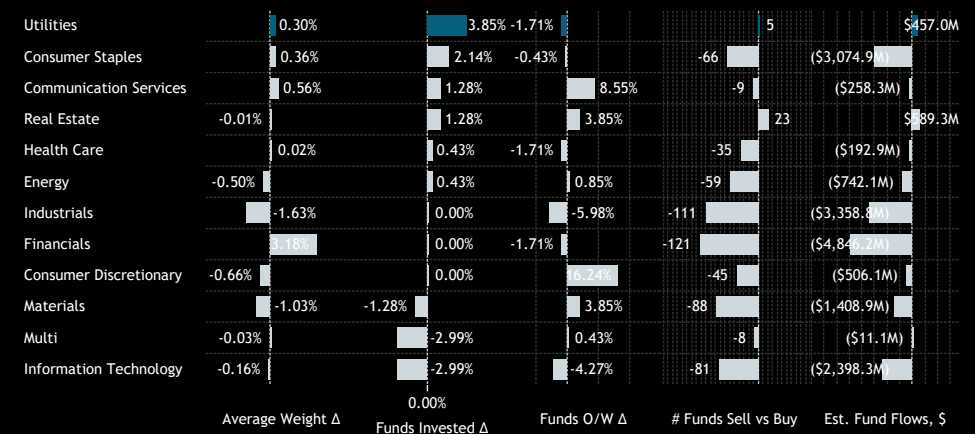 Utilities 0.30% 3.85% -1.71% 5 $457.0M
Consumer Staples 0.36% 2.14% -0.43% -66 ($3,074.9M)
Communication Services 0.56% 1.28% 8.55% -9 ($258.3M)
Real Estate -0.01% 1.28% 3.85% 23 $589.3M
Health Care 0.02% 0.43% -1.71% -35 ($192.9M)
Energy -0.50% 0.43% 0.85% -59 ($742.1M)
Industrials -1.63% 0.00% -5.98% -111 ($3,358.8M)
Financials 3.18% 0.00% -1.71% -121 ($4,846.2M)
Consumer Discretionary -0.66% 0.00% 16.24% -45 ($506.1M)
Materials -1.03% -1.28% 3.85% -88 ($1,408.9M)
Multi -0.03% -2.99% 0.43% -8 ($11.1M)
Information Technology -0.16% -2.99% -4.27% -81 ($2,398.3M)
0.00%
Average Weight Δ Funds Invested Δ Funds O/W Δ # Funds Sell vs Buy Est. Fund Flows, $